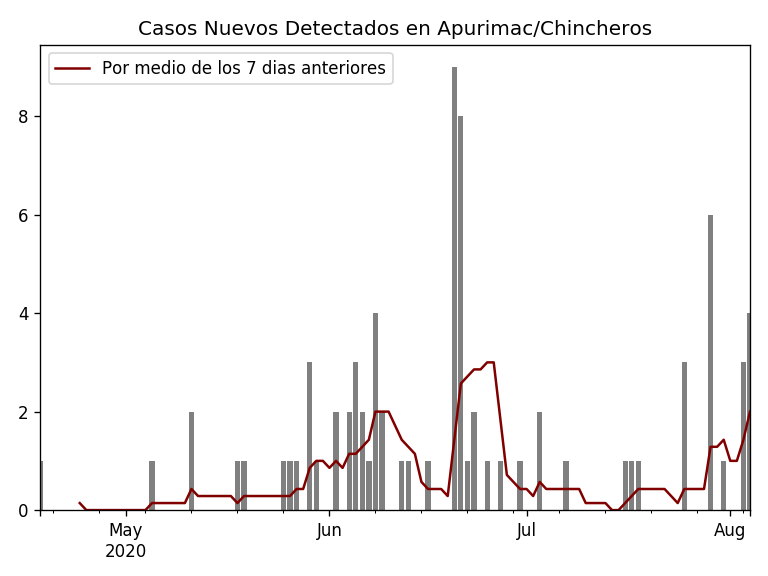 Casos Nuevos Detectados en Apurimac/Chincheros
Por medio de los 7 dias anteriores
8
6
4
2
0
May
2020
Jun
Jul
Aug